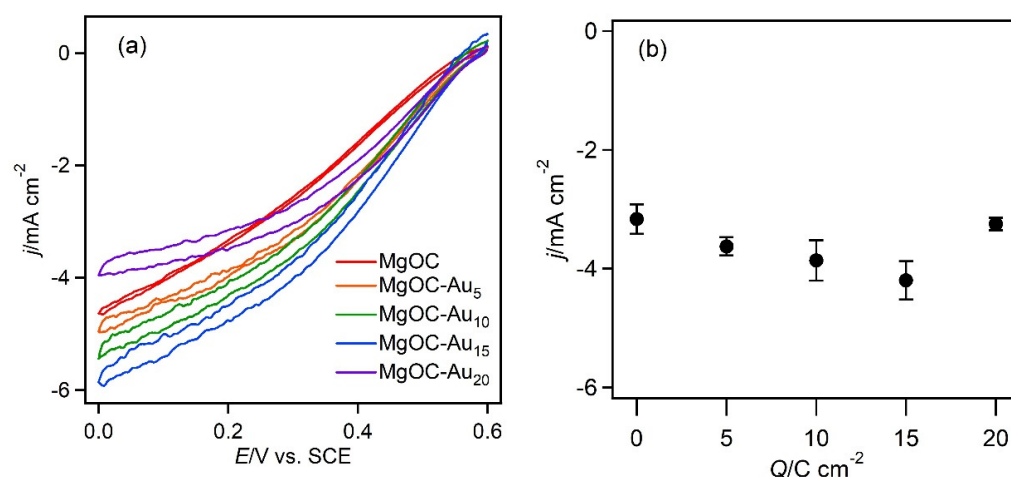 (a)
0
-2
-4
-6
j/mA cm⁻²
MgOC
MgOC-Au₅
MgOC-Au₁₀
MgOC-Au₁₅
MgOC-Au₂₀
0.0 0.2 0.4 0.6
E/V vs. SCE
(b)
0
-2
-4
-6
j/mA cm⁻²
0 5 10 15 20
Q/C cm⁻²